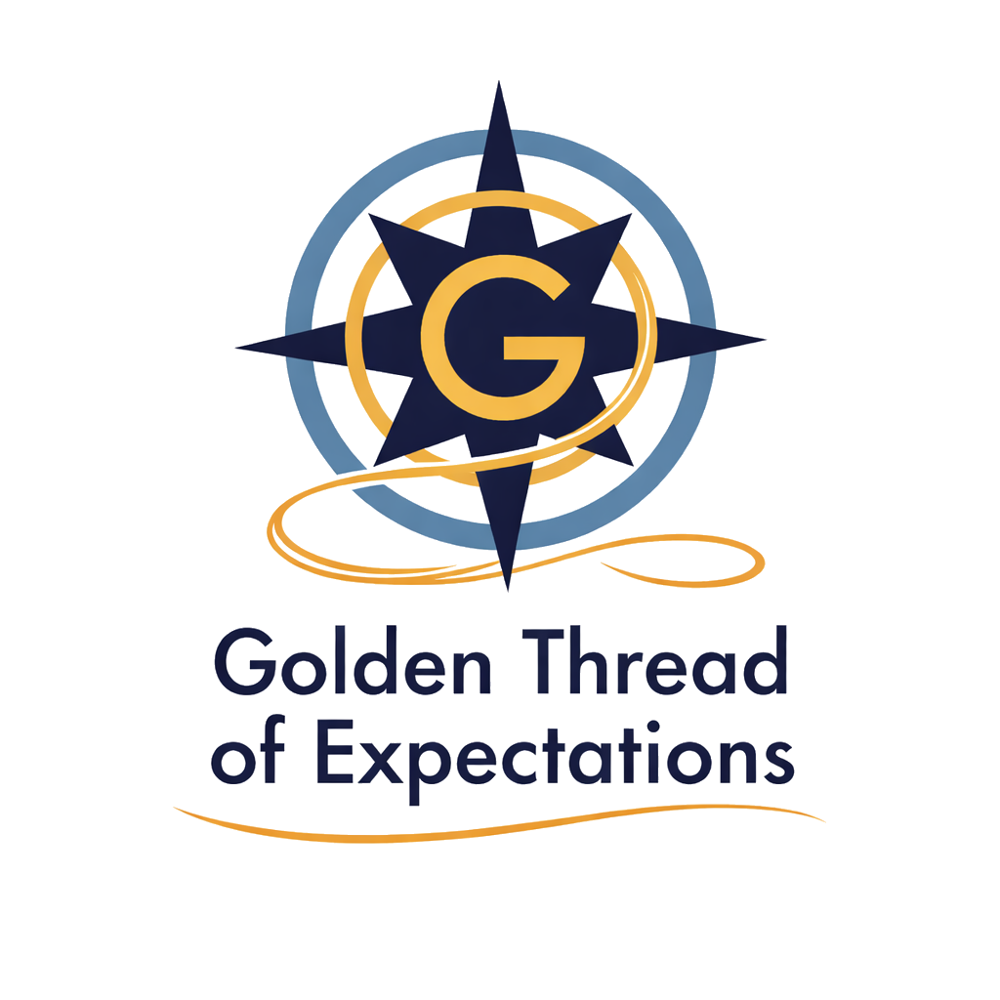 G
Golden Thread
of Expectations